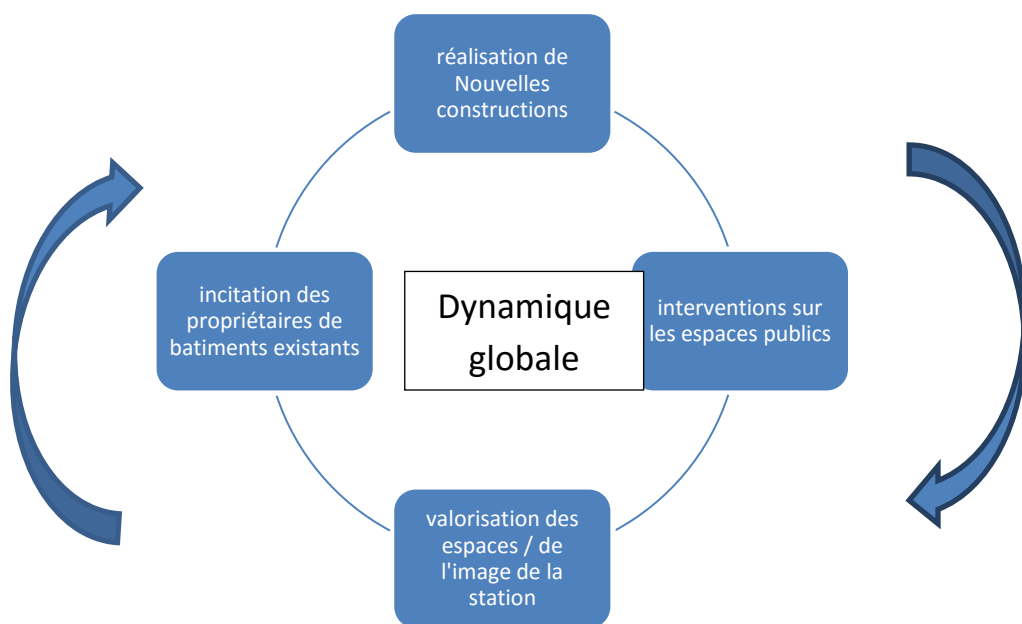 réalisation de
Nouvelles
constructions
incitation des
propriétaires de
batiments existants
Dynamique
globale
interventions sur
les espaces publics
valorisation des
espaces / de
l'image de la
station